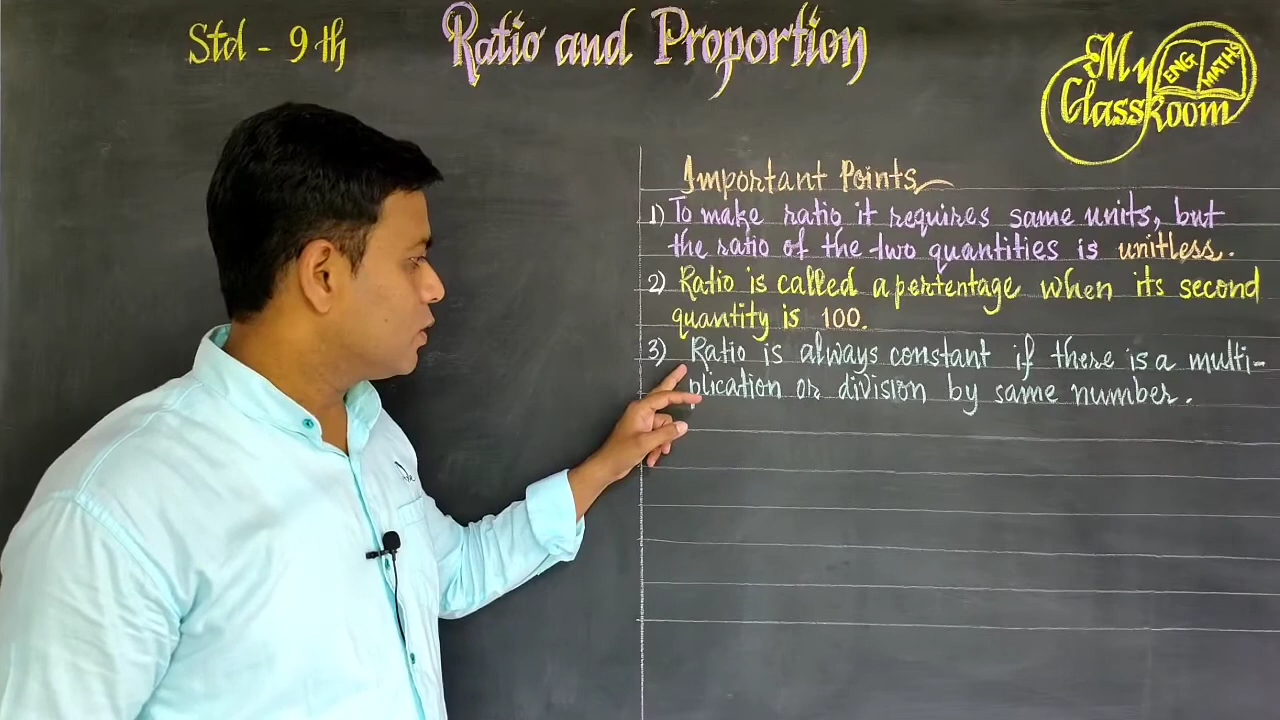 Std - 9th
Ratio and Proportion
My
ENG MATHS
Classroom
Important Points
1) To make ratio it requires same units, but
the ratio of the two quantities is unitless.
2) Ratio is called a pertentage when its second
quantity is 100.
3) Ratio is always constant if there is a multi-
plication or division by same number.